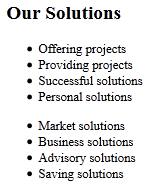 Our Solutions
Offering projects
Providing projects
Successful solutions
Personal solutions
Market solutions
Business solutions
Advisory solutions
Saving solutions